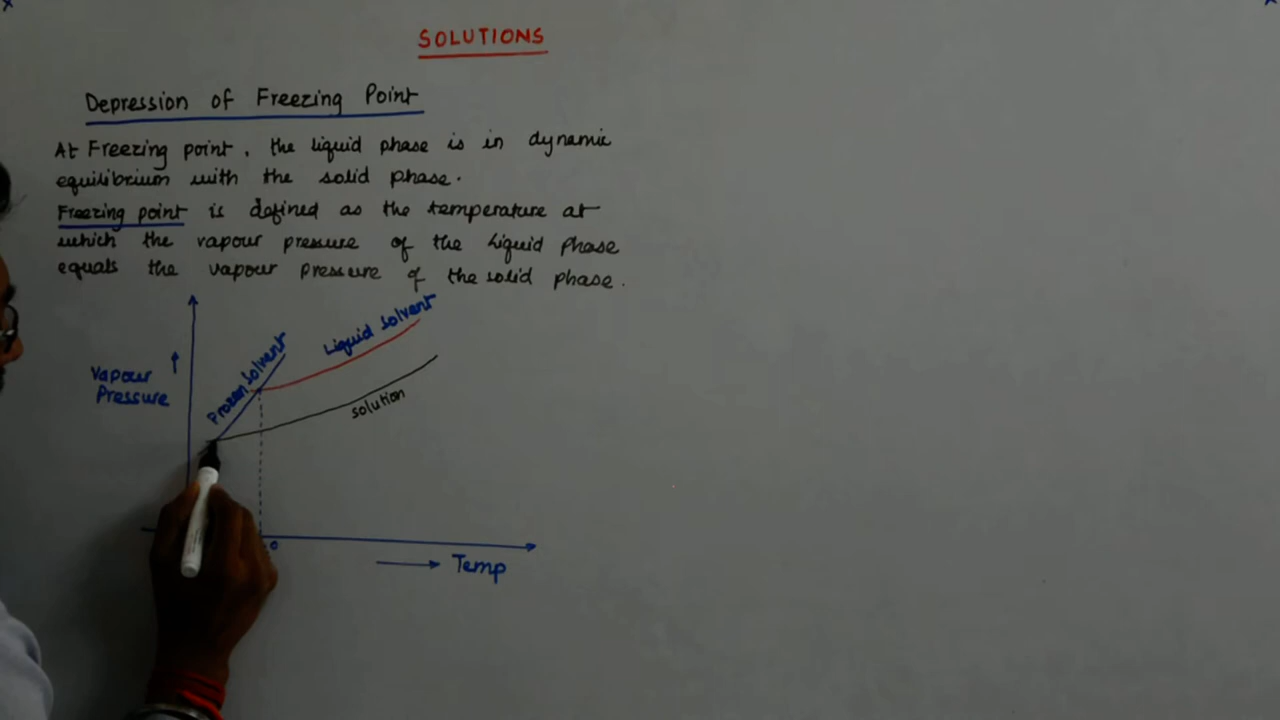 SOLUTIONS
Depression of Freezing Point
At Freezing point, the liquid phase is in dynamic
equilibrium with the solid phase.
Freezing point is defined as the temperature at
which the vapour pressure of the Liquid Phase
equals the vapour pressure of the solid phase.
Liquid Solvent
Frozen Solvent
Vapour
Pressure
solution
Temp